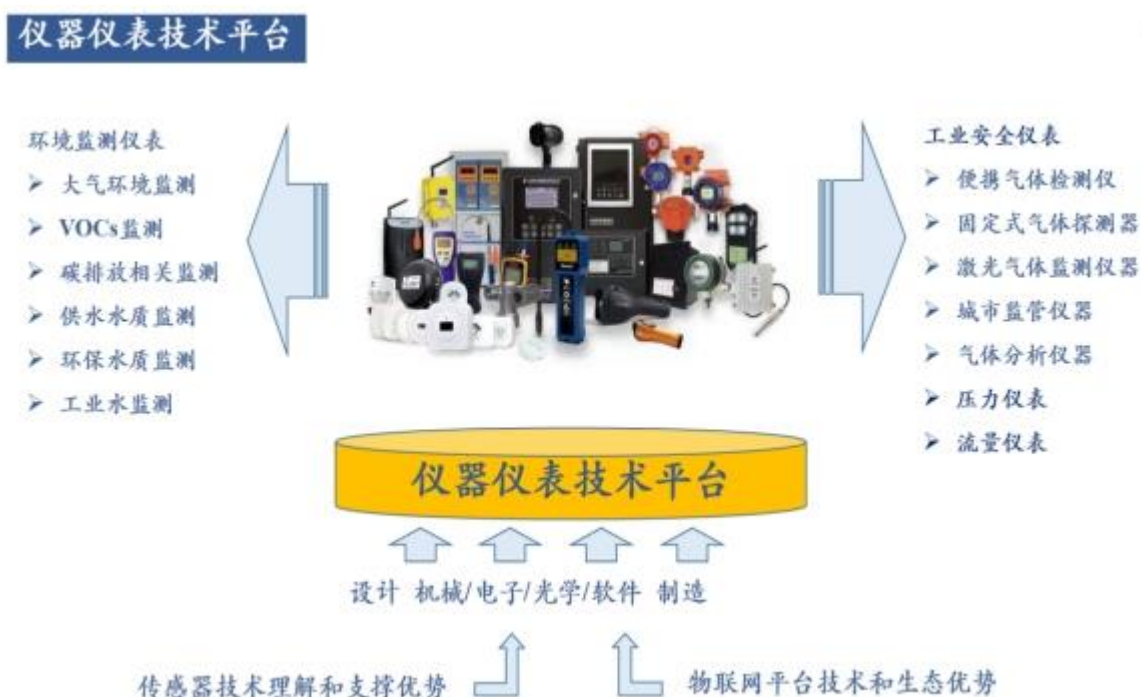 仪器仪表技术平台
环境监测仪表
大气环境监测
VOCs监测
碳排放相关监测
供水水质监测
环保水质监测
工业水监测
工业安全仪表
便携气体检测仪
固定式气体探测器
激光气体监测仪器
城市监管仪器
气体分析仪器
压力仪表
流量仪表
仪器仪表技术平台
设计 机械/电子/光学/软件 制造
传感器技术理解和支撑优势
物联网平台技术和生态优势